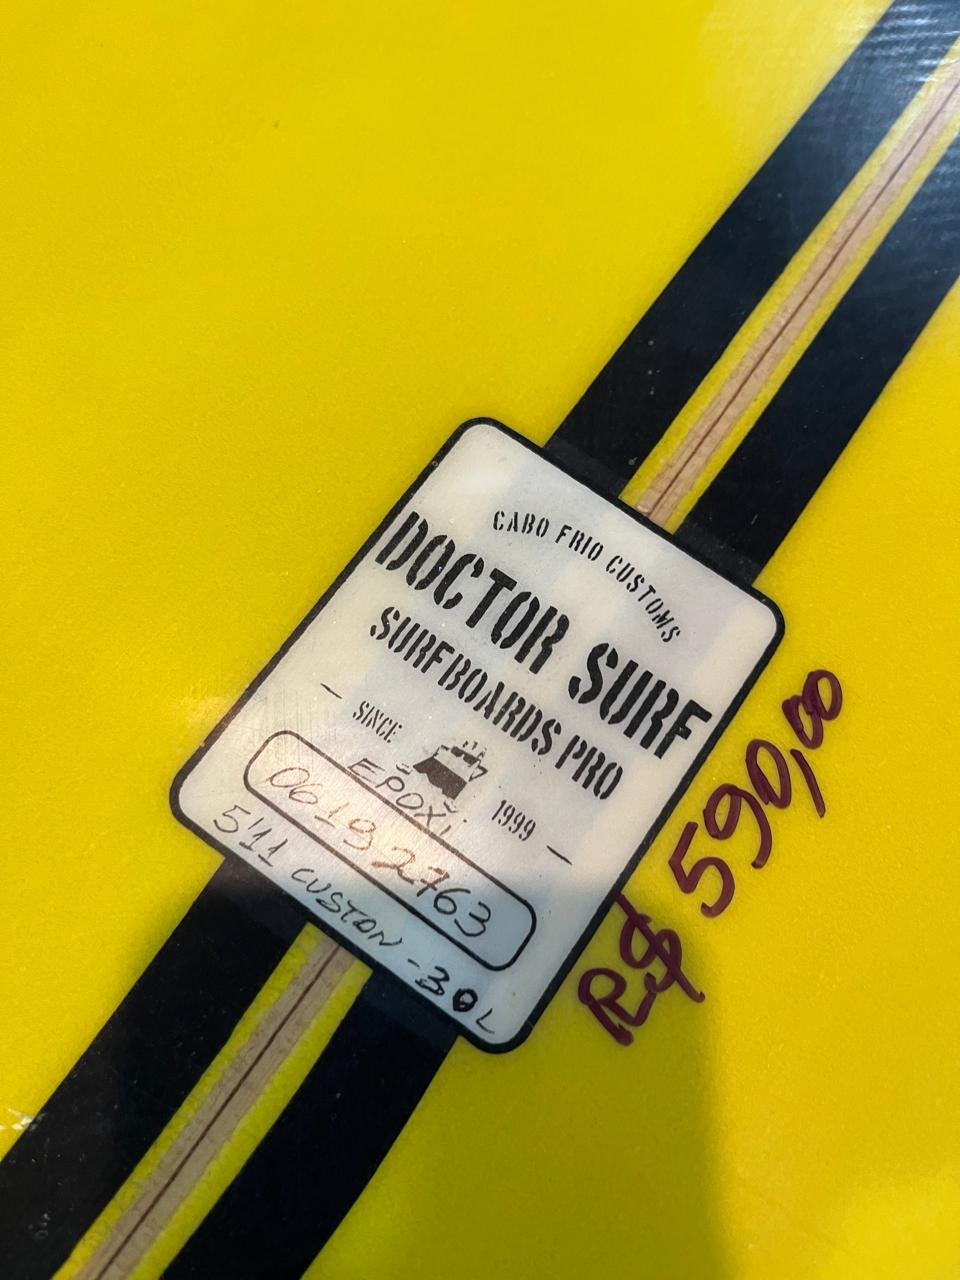 CABO FRIO CUSTOMS
DOCTOR SURF
SURFBOARDS PRO
SINCE 1999
EPOXI
06192763
5'11 CUSTON - 30L
R$ 590,00